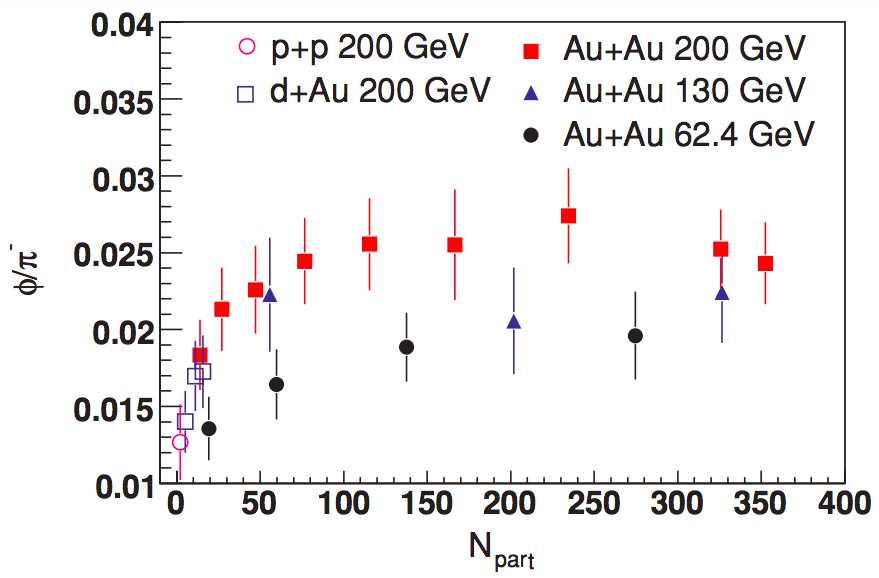 0.04
0.035
0.03
0.025
0.02
0.015
0.01
ϕ/π⁻
p+p 200 GeV
d+Au 200 GeV
Au+Au 200 GeV
Au+Au 130 GeV
Au+Au 62.4 GeV
0 50 100 150 200 250 300 350 400
N_part